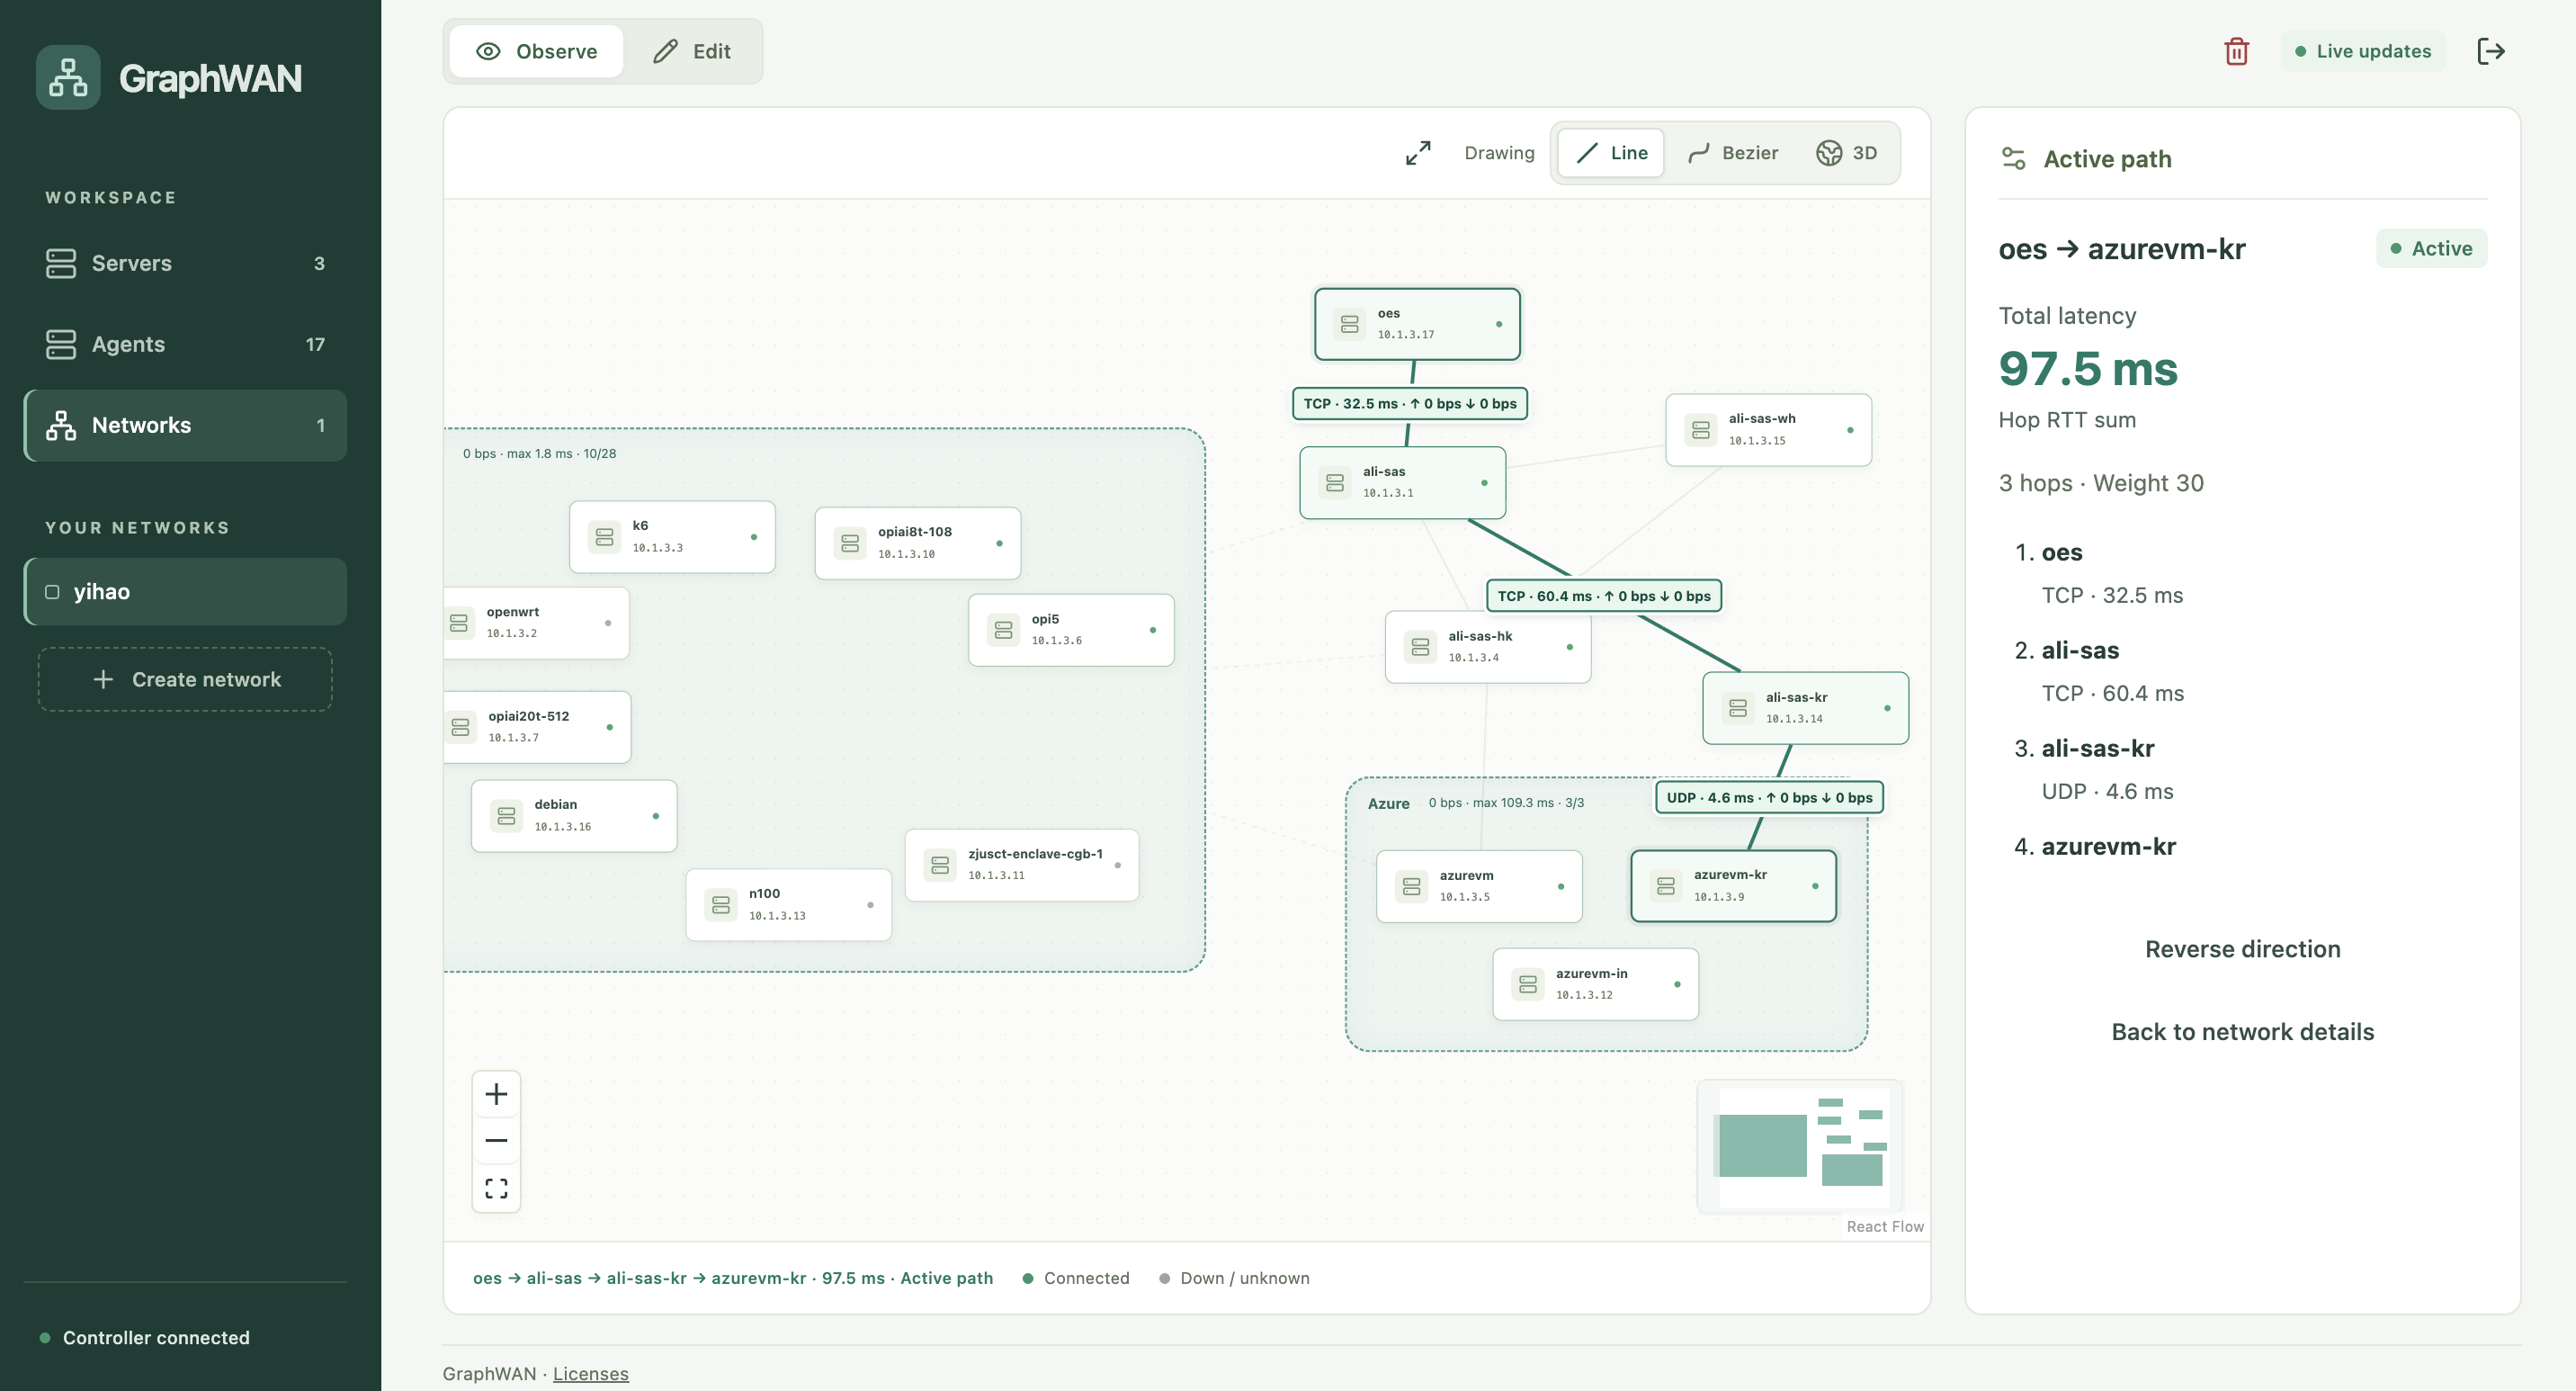 GraphWAN
WORKSPACE
Servers 3
Agents 17
Networks 1
YOUR NETWORKS
yihao
Create network
Controller connected
Observe
Edit
Live updates
Drawing
Line
Bezier
3D
oes
10.1.3.17
TCP · 32.5 ms · ↑ 0 bps ↓ 0 bps
ali-sas-wh
10.1.3.15
ali-sas
10.1.3.1
0 bps · max 1.8 ms · 10/28
k6
10.1.3.3
opiai8t-108
10.1.3.10
openwrt
10.1.3.2
opi5
10.1.3.6
TCP · 60.4 ms · ↑ 0 bps ↓ 0 bps
ali-sas-hk
10.1.3.4
ali-sas-kr
10.1.3.14
opiai20t-512
10.1.3.7
debian
10.1.3.16
Azure 0 bps · max 109.3 ms · 3/3
UDP · 4.6 ms · ↑ 0 bps ↓ 0 bps
zjusct-enclave-cgb-1
10.1.3.11
n100
10.1.3.13
azurevm
10.1.3.5
azurevm-kr
10.1.3.9
azurevm-in
10.1.3.12
React Flow
oes → ali-sas → ali-sas-kr → azurevm-kr · 97.5 ms · Active path
Connected
Down / unknown
Active path
oes → azurevm-kr
Active
Total latency
97.5 ms
Hop RTT sum
3 hops · Weight 30
1. oes
TCP · 32.5 ms
2. ali-sas
TCP · 60.4 ms
3. ali-sas-kr
UDP · 4.6 ms
4. azurevm-kr
Reverse direction
Back to network details
GraphWAN · Licenses